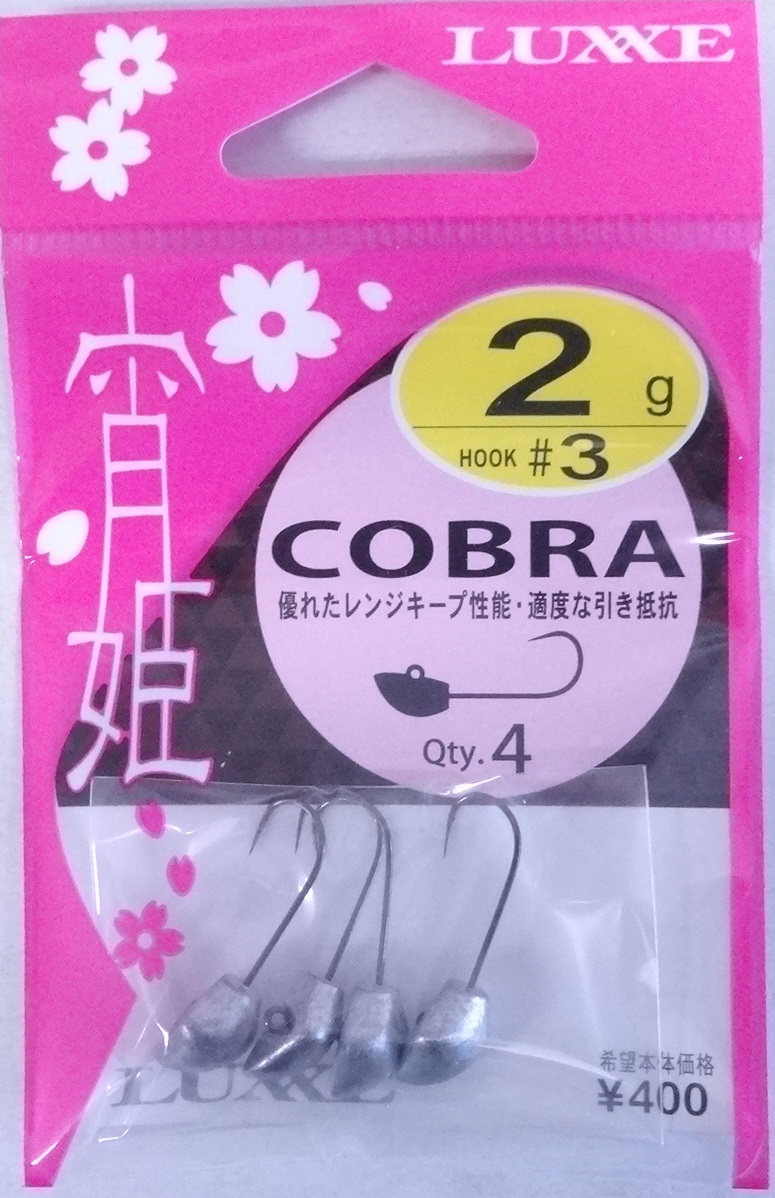 LUXXE
宵姫
2g
HOOK #3
COBRA
優れたレンジキープ性能・適度な引き抵抗
Qty.4
LUXXE
希望本体価格
¥400